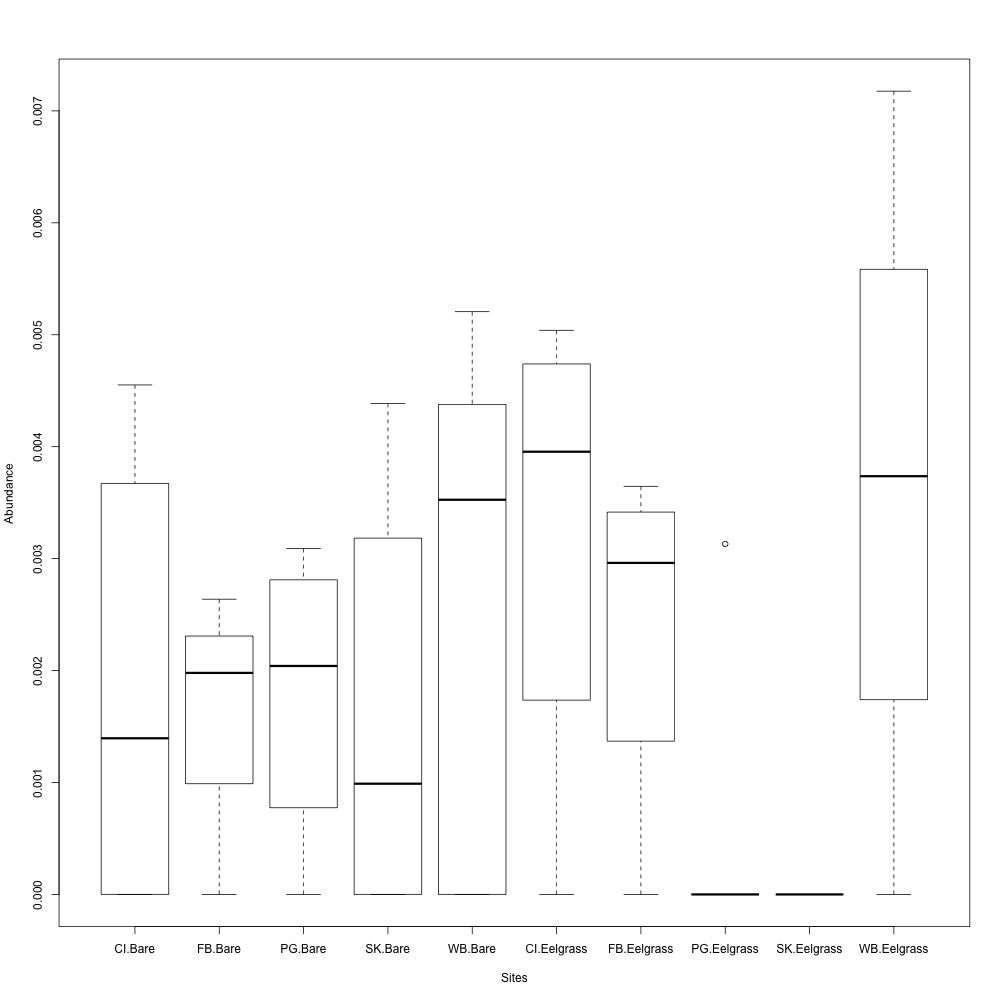 0.007
0.006
0.005
0.004
0.003
0.002
0.001
0.000
Abundance
CI.Bare FB.Bare PG.Bare SK.Bare WB.Bare CI.Eelgrass FB.Eelgrass PG.Eelgrass SK.Eelgrass WB.Eelgrass
Sites